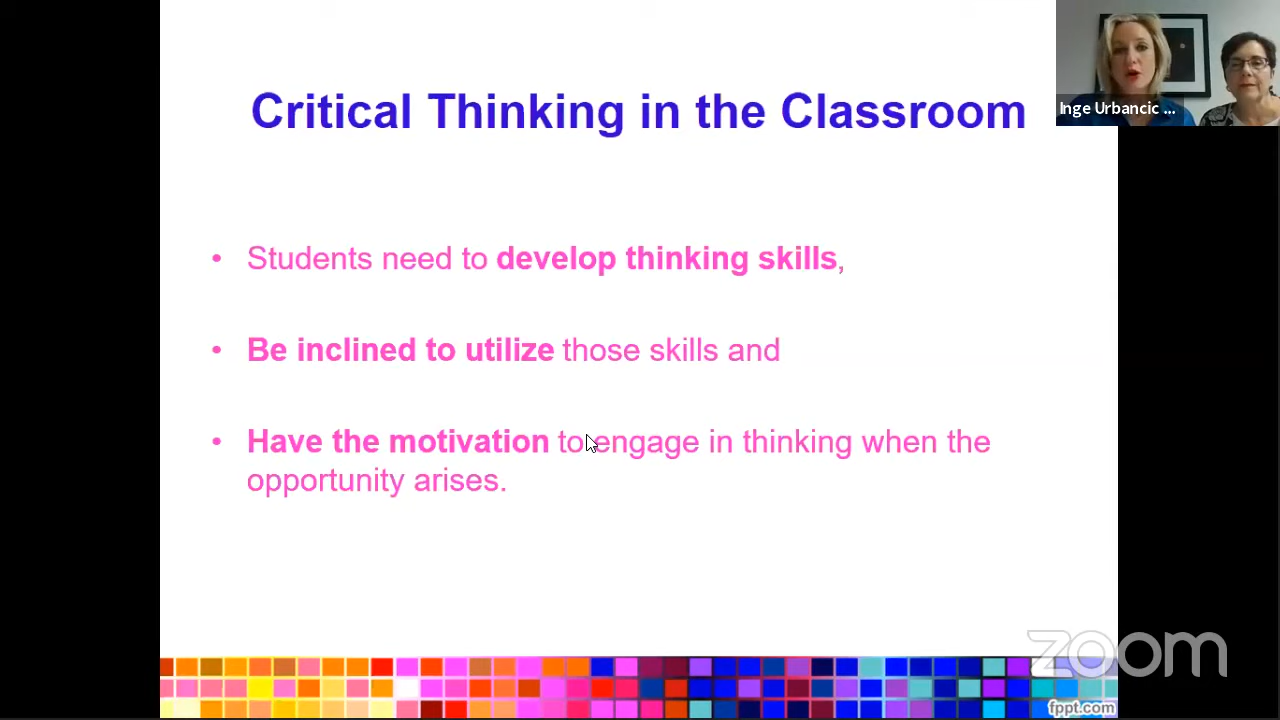 Critical Thinking in the Classroom
Inge Urbancic ...
• Students need to develop thinking skills,
• Be inclined to utilize those skills and
• Have the motivation to engage in thinking when the
opportunity arises.
zoom
fppt.com